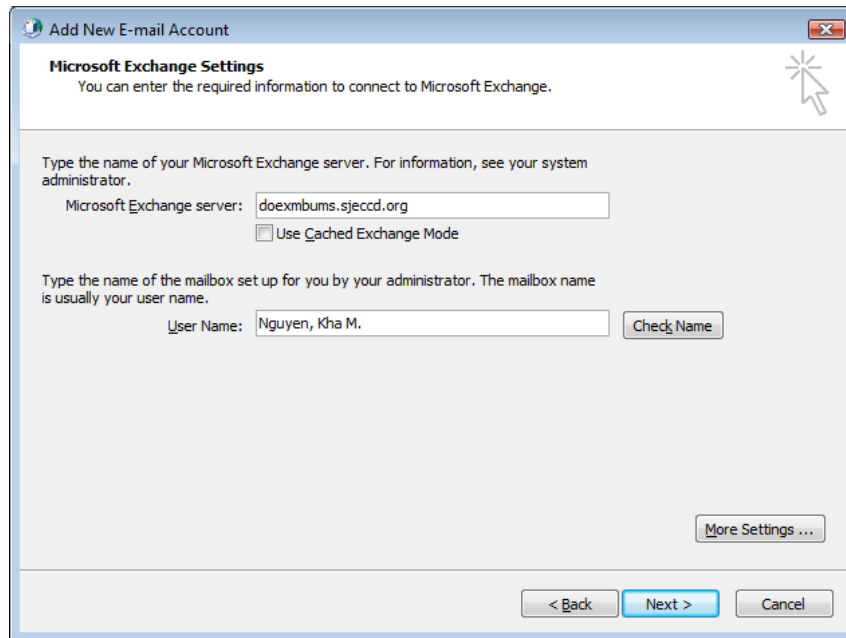 Add New E-mail Account
Microsoft Exchange Settings
You can enter the required information to connect to Microsoft Exchange.
Type the name of your Microsoft Exchange server. For information, see your system
administrator.
Microsoft Exchange server: doexmbums.sjeccd.org
Use Cached Exchange Mode
Type the name of the mailbox set up for you by your administrator. The mailbox name
is usually your user name.
User Name: Nguyen, Kha M. Check Name
More Settings ...
< Back Next > Cancel